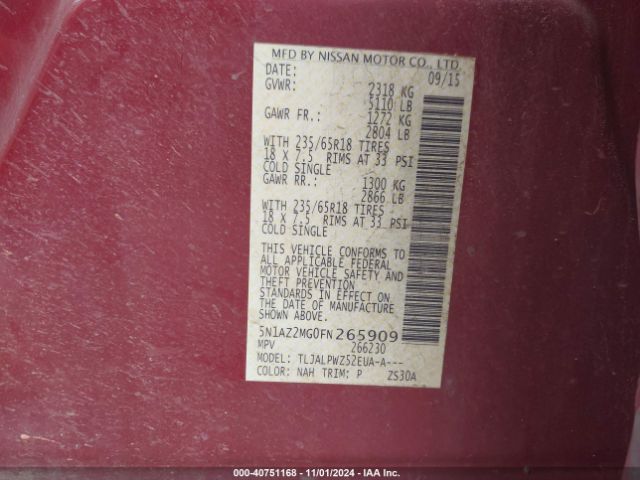 MFD BY NISSAN MOTOR CO., LTD.
DATE: 09/15
GVWR: 2318 KG
5110 LB
GAWR FR.: 1272 KG
2804 LB
WITH 235/65R18 TIRES
18 X 7.5 RIMS AT 33 PSI
COLD SINGLE
GAWR RR.: 1300 KG
2866 LB
WITH 235/65R18 TIRES
18 X 7.5 RIMS AT 33 PSI
COLD SINGLE
THIS VEHICLE CONFORMS TO
ALL APPLICABLE FEDERAL
MOTOR VEHICLE SAFETY AND
THEFT PREVENTION
STANDARDS IN EFFECT ON
THE DATE OF MANUFACTURE
SHOWN ABOVE.
5N1AZ2MG0FN265909
MPV 266230
MODEL: TLJALPWZ52EUA-A---
COLOR: NAH TRIM: P ZS30A
000-40751168 - 11/01/2024 - IAA Inc.